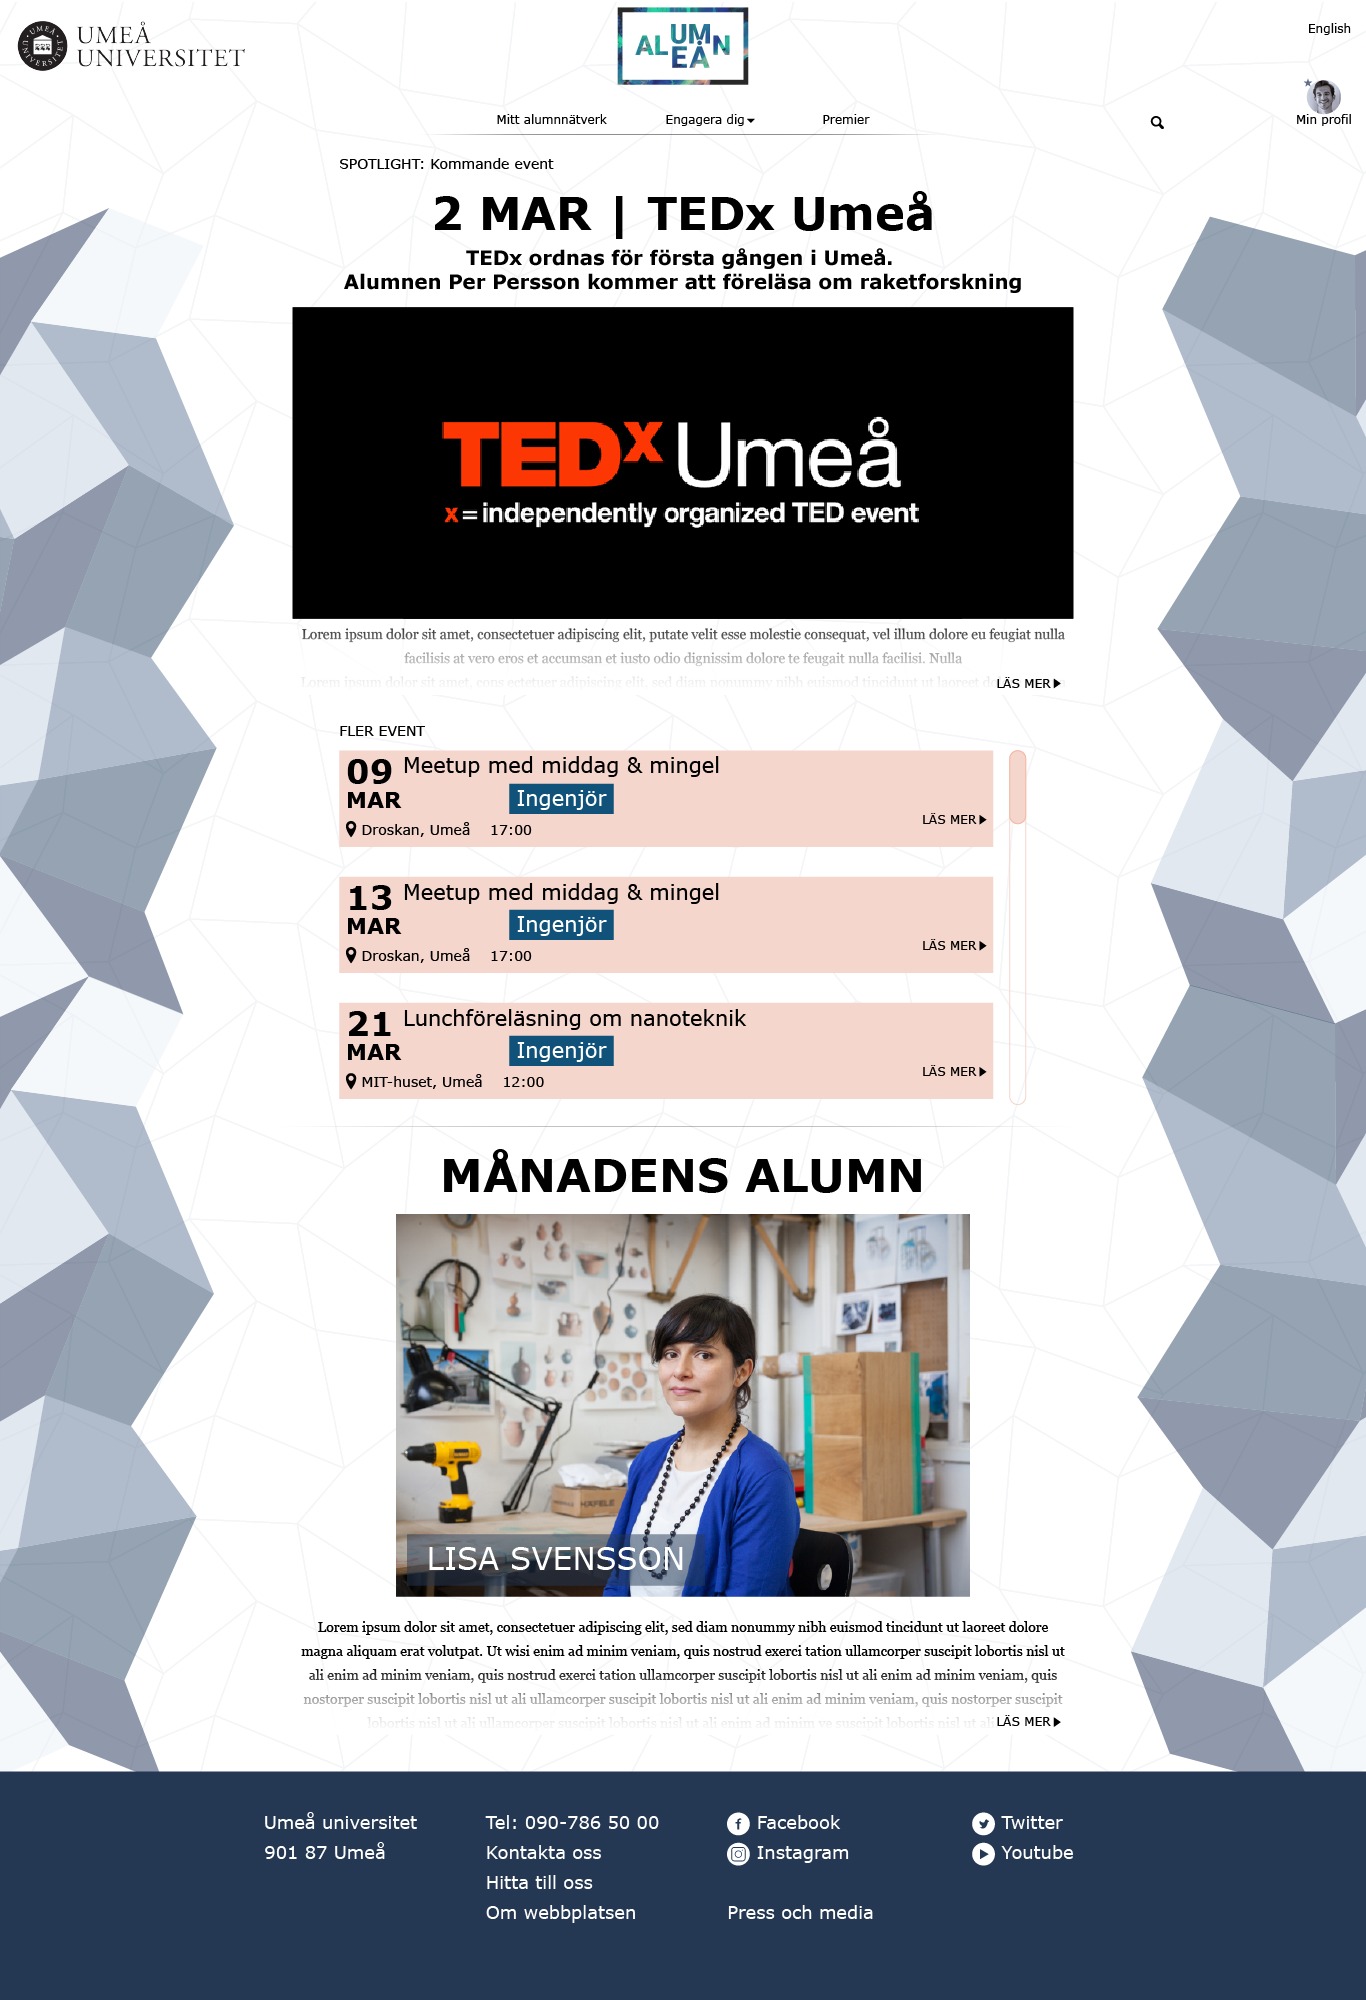 UMEÅ
UNIVERSITET
ALUMN
EÅN
English
Mitt alumnnätverk
Engagera dig
Premier
Min profil
SPOTLIGHT: Kommande event
2 MAR | TEDx Umeå
TEDx ordnas för första gången i Umeå.
Alumnen Per Persson kommer att föreläsa om raketforskning
TEDx Umeå
x = independently organized TED event
Lorem ipsum dolor sit amet, consectetuer adipiscing elit, putate velit esse molestie consequat, vel illum dolore eu feugiat nulla
facilisis at vero eros et accumsan et iusto odio dignissim dolore te feugait nulla facilisi. Nulla
Lorem ipsum dolor sit amet, cons ectetuer adipiscing elit, sed diam nonummy nibh euismod tincidunt ut laoreet
LÄS MER
FLER EVENT
09 Meetup med middag & mingel
MAR
Ingenjör
LÄS MER
Droskan, Umeå 17:00
13 Meetup med middag & mingel
MAR
Ingenjör
LÄS MER
Droskan, Umeå 17:00
21 Lunchföreläsning om nanoteknik
MAR
Ingenjör
LÄS MER
MIT-huset, Umeå 12:00
MÅNADENS ALUMN
HÄFELE
LISA SVENSSON
Lorem ipsum dolor sit amet, consectetuer adipiscing elit, sed diam nonummy nibh euismod tincidunt ut laoreet dolore
magna aliquam erat volutpat. Ut wisi enim ad minim veniam, quis nostrud exerci tation ullamcorper suscipit lobortis nisl ut
ali enim ad minim veniam, quis nostrud exerci tation ullamcorper suscipit lobortis nisl ut ali enim ad minim veniam, quis
nostorper suscipit lobortis nisl ut ali ullamcorper suscipit lobortis nisl ut ali enim ad minim veniam, quis nostorper suscipit
lobortis nisl ut ali ullamcorper suscipit lobortis nisl ut ali enim ad minim ve suscipit lobortis nisl ut ali
LÄS MER
Umeå universitet
901 87 Umeå
Tel: 090-786 50 00
Kontakta oss
Hitta till oss
Om webbplatsen
Facebook
Instagram
Press och media
Twitter
Youtube